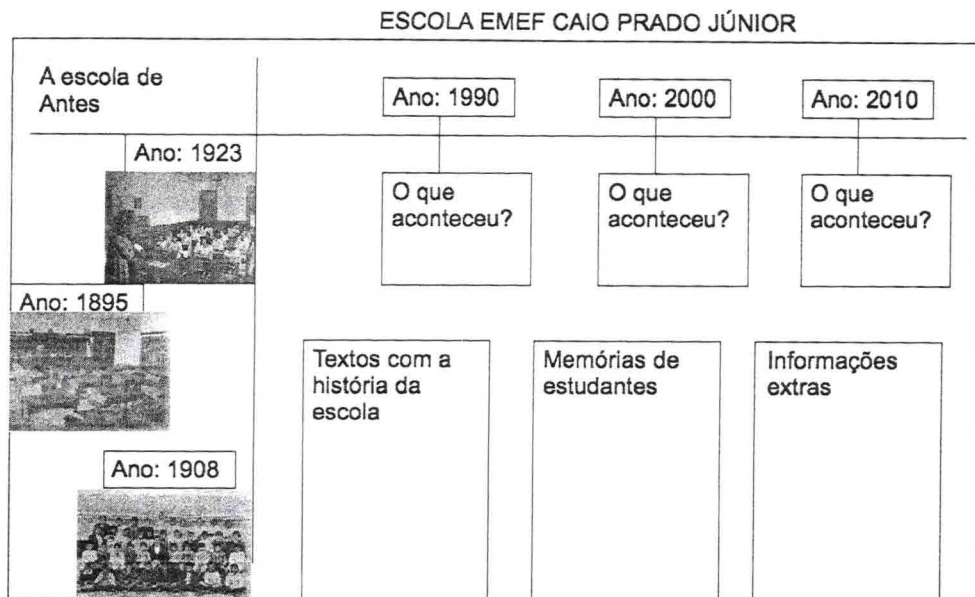 ESCOLA EMEF CAIO PRADO JÚNIOR
A escola de
Antes
Ano: 1990
Ano: 2000
Ano: 2010
Ano: 1923
O que
aconteceu?
O que
aconteceu?
O que
aconteceu?
Ano: 1895
Textos com a
história da
escola
Memórias de
estudantes
Informações
extras
Ano: 1908